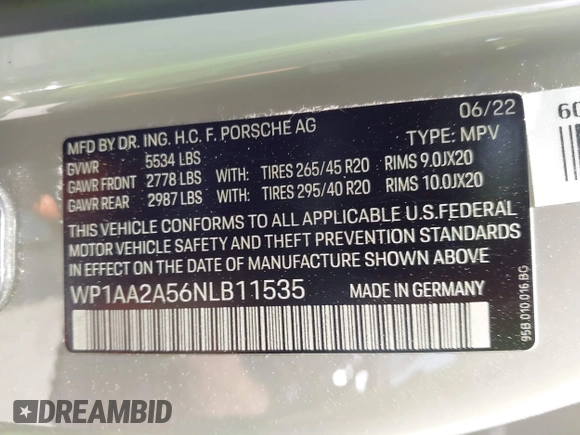 MFD BY DR. ING. H.C. F. PORSCHE AG 06/22
GVWR 5534 LBS TYPE: MPV
GAWR FRONT 2778 LBS WITH: TIRES 265/45 R20 RIMS 9.0JX20
GAWR REAR 2987 LBS WITH: TIRES 295/40 R20 RIMS 10.0JX20
THIS VEHICLE CONFORMS TO ALL APPLICABLE U.S.FEDERAL
MOTOR VEHICLE SAFETY AND THEFT PREVENTION STANDARDS
IN EFFECT ON THE DATE OF MANUFACTURE SHOWN ABOVE
WP1AA2A56NLB11535 MADE IN GERMANY
95B.010.016.BG
DREAMBID